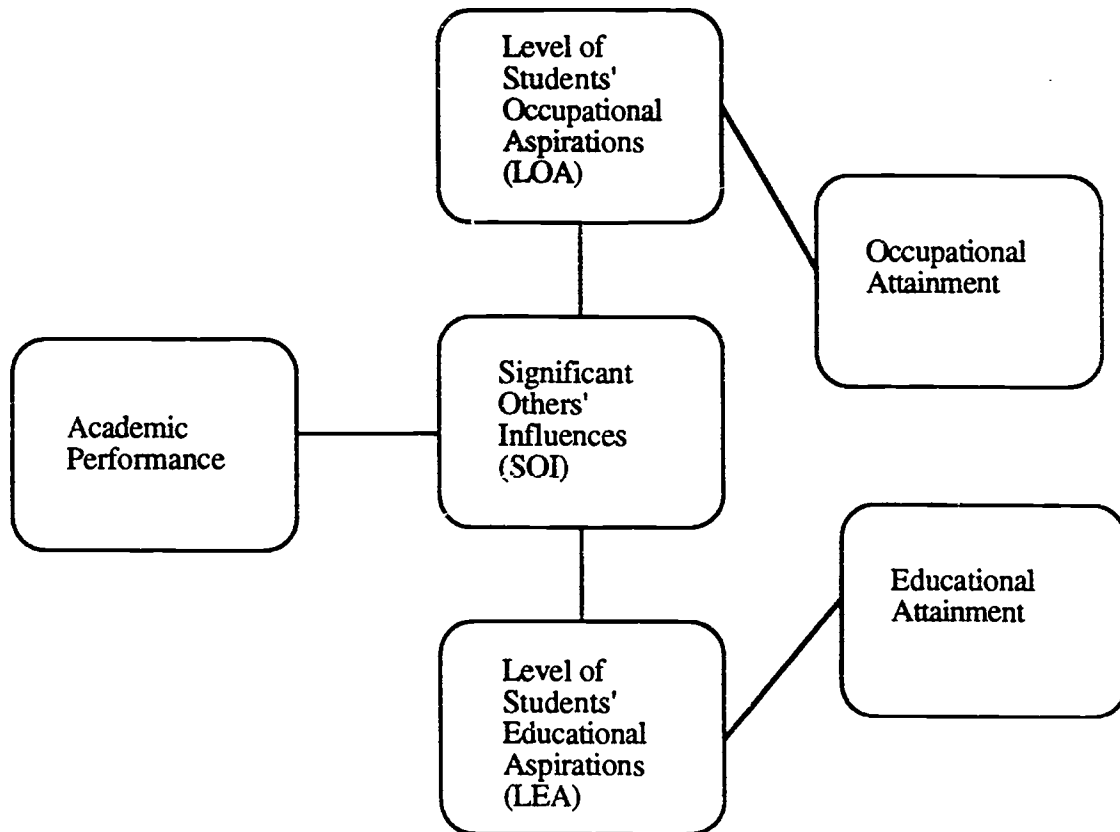 Level of
Students'
Occupational
Aspirations
(LOA)
Occupational
Attainment
Significant
Others'
Influences
(SOI)
Academic
Performance
Educational
Attainment
Level of
Students'
Educational
Aspirations
(LEA)